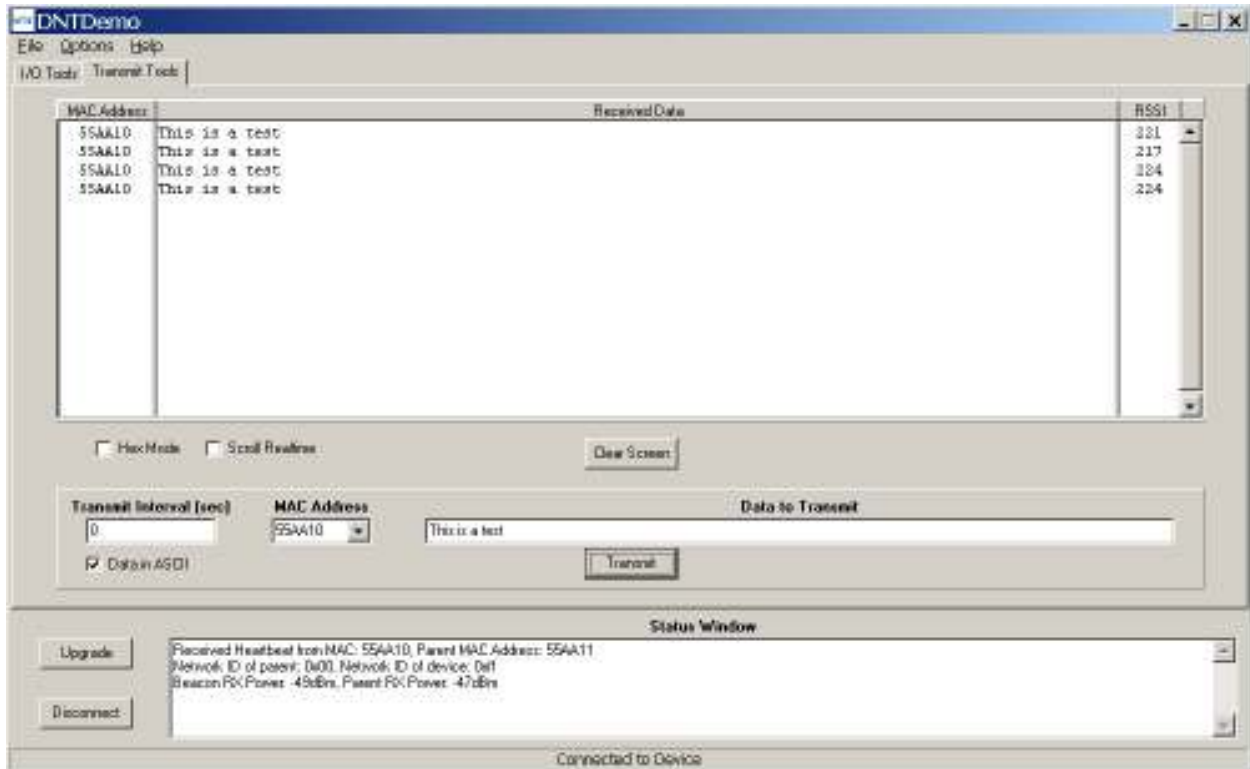 DNTDemo
File Options Help
I/O Tools Transmit Tools
MAC Address Received Data RSSI
55AA10 This is a test 221
55AA10 This is a test 217
55AA10 This is a test 224
55AA10 This is a test 224
Hex Mode Scroll Realtime Clear Screen
Transmit Interval (sec) MAC Address Data to Transmit
0 55AA10 This is a test
Data in ASCII Transmit
Status Window
Upgrade
Received Heartbeat from MAC: 55AA10, Parent MAC Address: 55AA11
Network ID of parent: 0x00, Network ID of device:
Beacon RX Power: -49dBm, Parent RX Power: -47dBm
Disconnect
Connected to Device